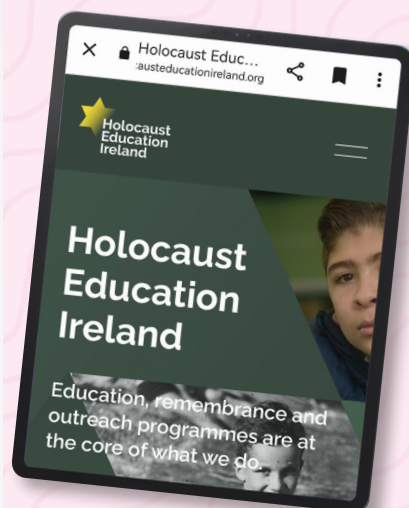 Holocaust Educ...
:austeducationireland.org
Holocaust
Education
Ireland
Holocaust
Education
Ireland
Education, remembrance and
outreach programmes are at
the core of what we do.